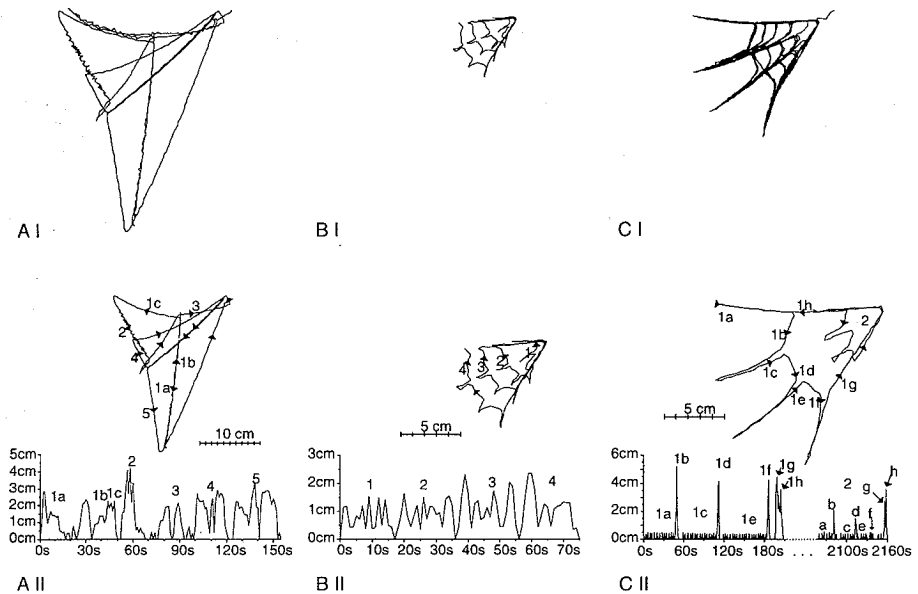 A I
B I
C I
1c
3
2
4
1b
1a
5
10 cm
4
3
2
1
5 cm
1a
1h
1b
2
1c
1d
1e
1f
1g
5 cm
5cm
4cm
3cm
2cm
1cm
0cm
1a
1b
1c
2
3
4
5
0s
30s
60s
90s
120s
150s
3cm
2cm
1cm
0cm
1
2
3
4
0s
10s
20s
30s
40s
50s
60s
70s
6cm
4cm
2cm
0cm
1a
1b
1c
1d
1e
1f
1g
1h
2
a
b
c
d
e
f
g
h
0s
60s
120s
180s
. . .
2100s
2160s
A II
B II
C II